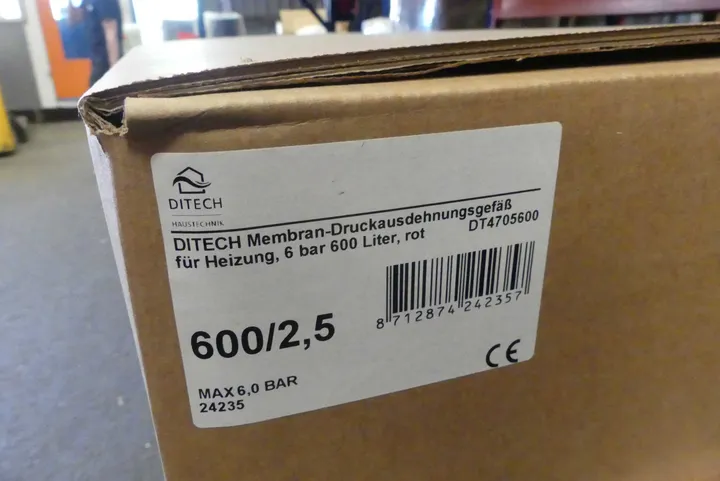 DITECH
HAUSTECHNIK
DITECH Membran-Druckausdehnungsgefäß
für Heizung, 6 bar 600 Liter, rot DT4705600
8 712874 242357
600/2,5
MAX 6,0 BAR
24235
CE